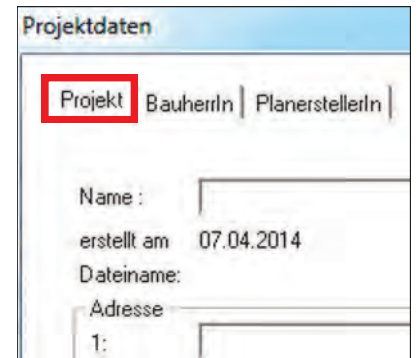 Projektdaten
Projekt BauherrIn PlanerstellerIn
Name :
erstellt am 07.04.2014
Dateiname:
Adresse
1: